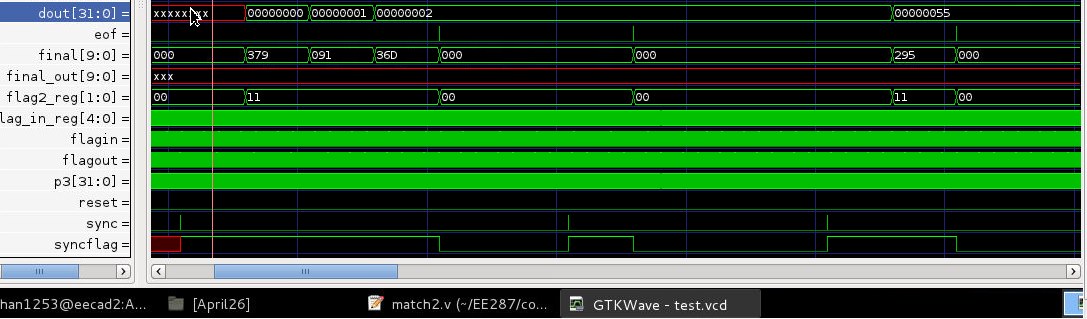 dout[31:0] = xxxxx xx 00000000 00000001 00000002 00000055
eof =
final[9:0] = 000 379 091 36D 000 000 295 000
final_out[9:0] = xxx
flag2_reg[1:0] = 00 11 00 00 11 00
lag_in_reg[4:0] =
flagin =
flagout =
p3[31:0] =
reset =
sync =
syncflag =
han1253@eecad2:A... [April26] match2.v (~/EE287/co... GTKWave - test.vcd